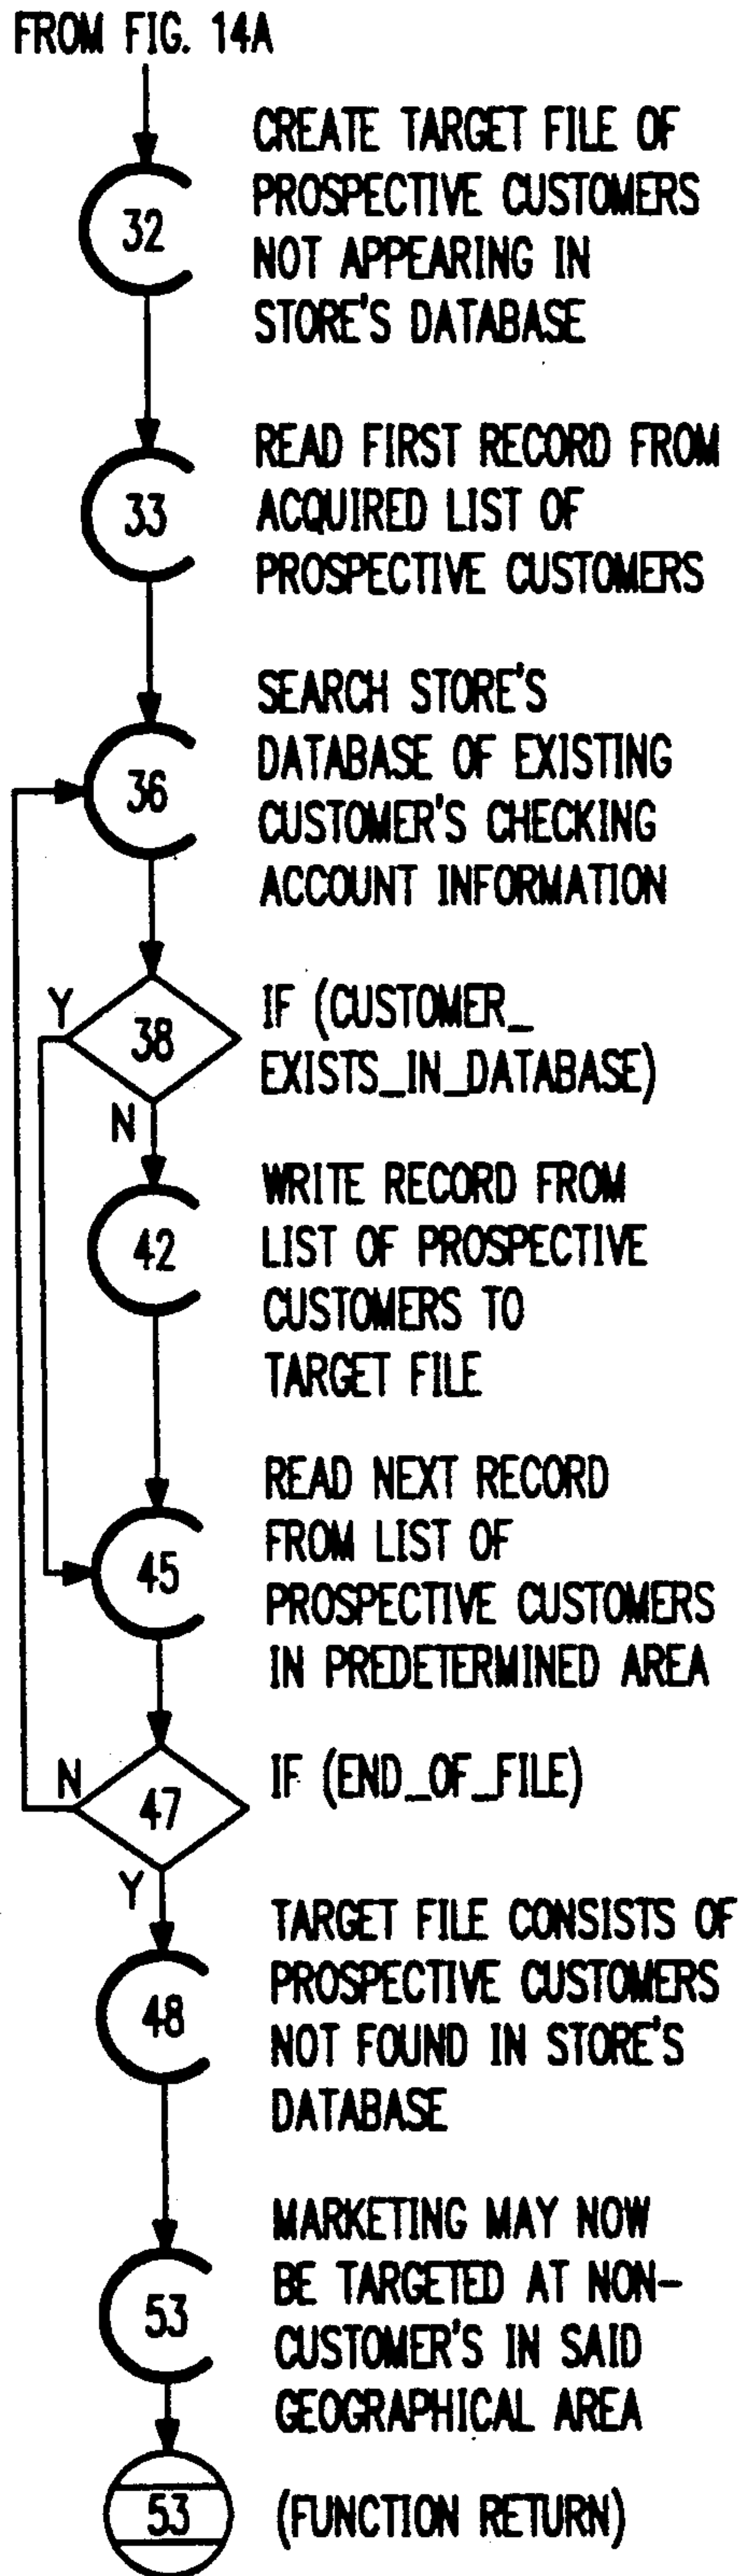 FROM FIG. 14A
32
CREATE TARGET FILE OF
PROSPECTIVE CUSTOMERS
NOT APPEARING IN
STORE'S DATABASE
33
READ FIRST RECORD FROM
ACQUIRED LIST OF
PROSPECTIVE CUSTOMERS
36
SEARCH STORE'S
DATABASE OF EXISTING
CUSTOMER'S CHECKING
ACCOUNT INFORMATION
Y
38
N
IF (CUSTOMER_
EXISTS_IN_DATABASE)
42
WRITE RECORD FROM
LIST OF PROSPECTIVE
CUSTOMERS TO
TARGET FILE
45
READ NEXT RECORD
FROM LIST OF
PROSPECTIVE CUSTOMERS
IN PREDETERMINED AREA
N
47
Y
IF (END_OF_FILE)
48
TARGET FILE CONSISTS OF
PROSPECTIVE CUSTOMERS
NOT FOUND IN STORE'S
DATABASE
53
MARKETING MAY NOW
BE TARGETED AT NON-
CUSTOMER'S IN SAID
GEOGRAPHICAL AREA
53
(FUNCTION RETURN)